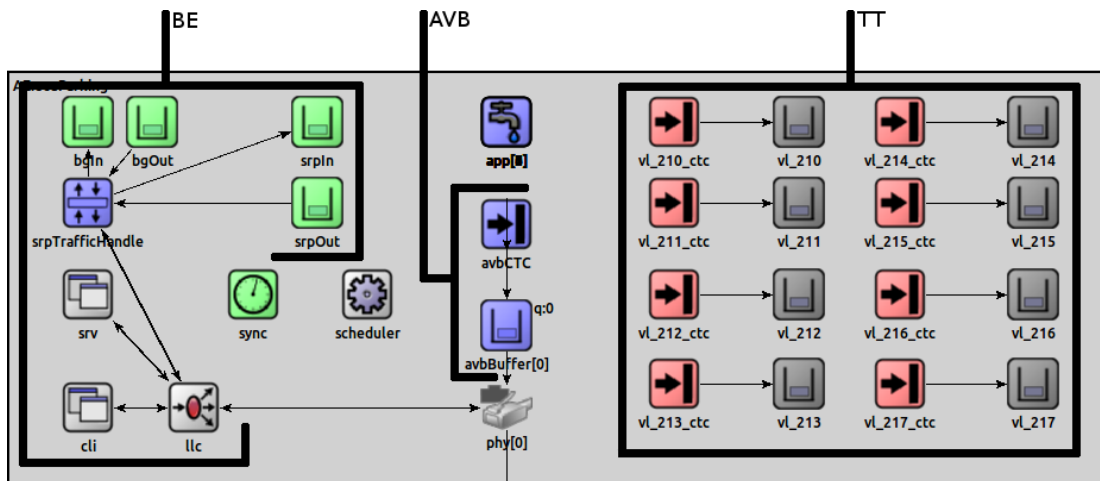 BE
AVB
TT
bgIn
bgOut
srpIn
app[0]
vl_210_ctc
vl_210
vl_214_ctc
vl_214
srpTrafficHandle
srpOut
avbCTC
vl_211_ctc
vl_211
vl_215_ctc
vl_215
srv
sync
scheduler
q:0
avbBuffer[0]
vl_212_ctc
vl_212
vl_216_ctc
vl_216
cli
llc
phy[0]
vl_213_ctc
vl_213
vl_217_ctc
vl_217